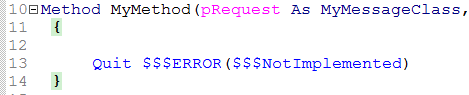 10 Method MyMethod(pRequest As MyMessageClass,
11 {
12
13 Quit $$$ERROR($$$NotImplemented)
14 }